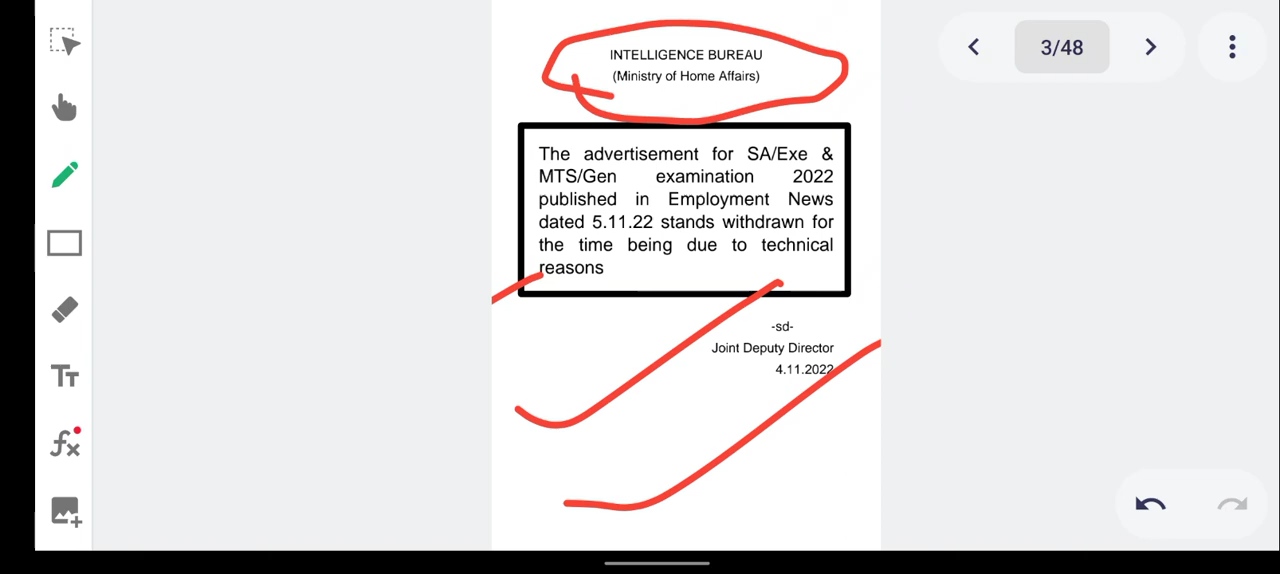 INTELLIGENCE BUREAU
(Ministry of Home Affairs)
3/48
The advertisement for SA/Exe &
MTS/Gen examination 2022
published in Employment News
dated 5.11.22 stands withdrawn for
the time being due to technical
reasons
-sd-
Joint Deputy Director
4.11.2022
TT
fx